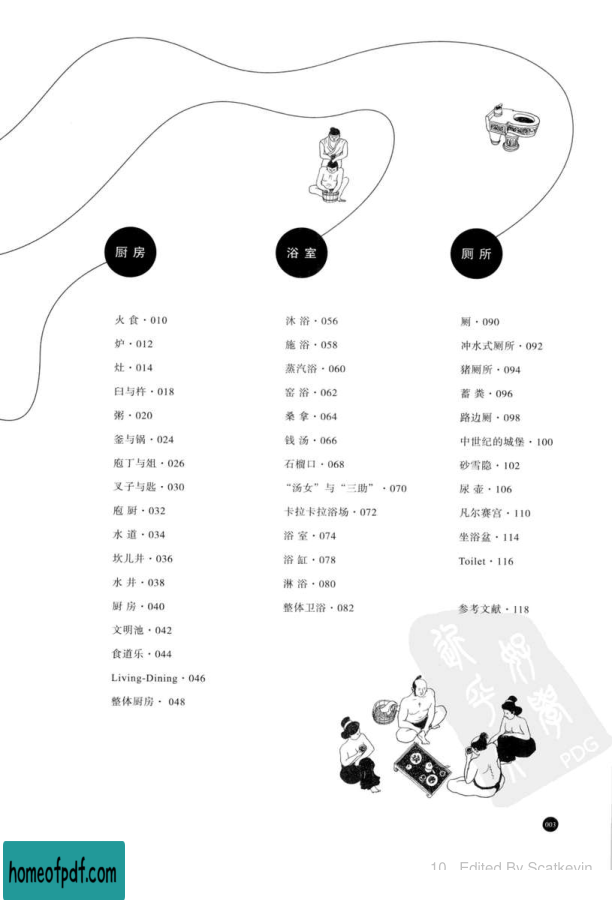 厨房
火食·010
炉·012
灶·014
臼与杵·018
粥·020
釜与锅·024
庖丁与俎·026
叉子与匙·030
庖厨·032
水道·034
坎儿井·036
水井·038
厨房·040
文明池·042
食道乐·044
Living-Dining·046
整体厨房· 048
浴室
沐浴·056
施浴·058
蒸汽浴·060
窑浴·062
桑拿·064
钱汤·066
石榴口·068
“汤女”与“三助”·070
卡拉卡拉浴场·072
浴室·074
浴缸·078
淋浴·080
整体卫浴·082
厕所
厕·090
冲水式厕所·092
猪厕所·094
蓄粪·096
路边厕·098
中世纪的城堡·100
砂雪隐·102
尿壶·106
凡尔赛宫·110
坐浴盆·114
Toilet·116
参考文献·118
PDG
003
homeofpdf.com
10 Edited By Scatkevin